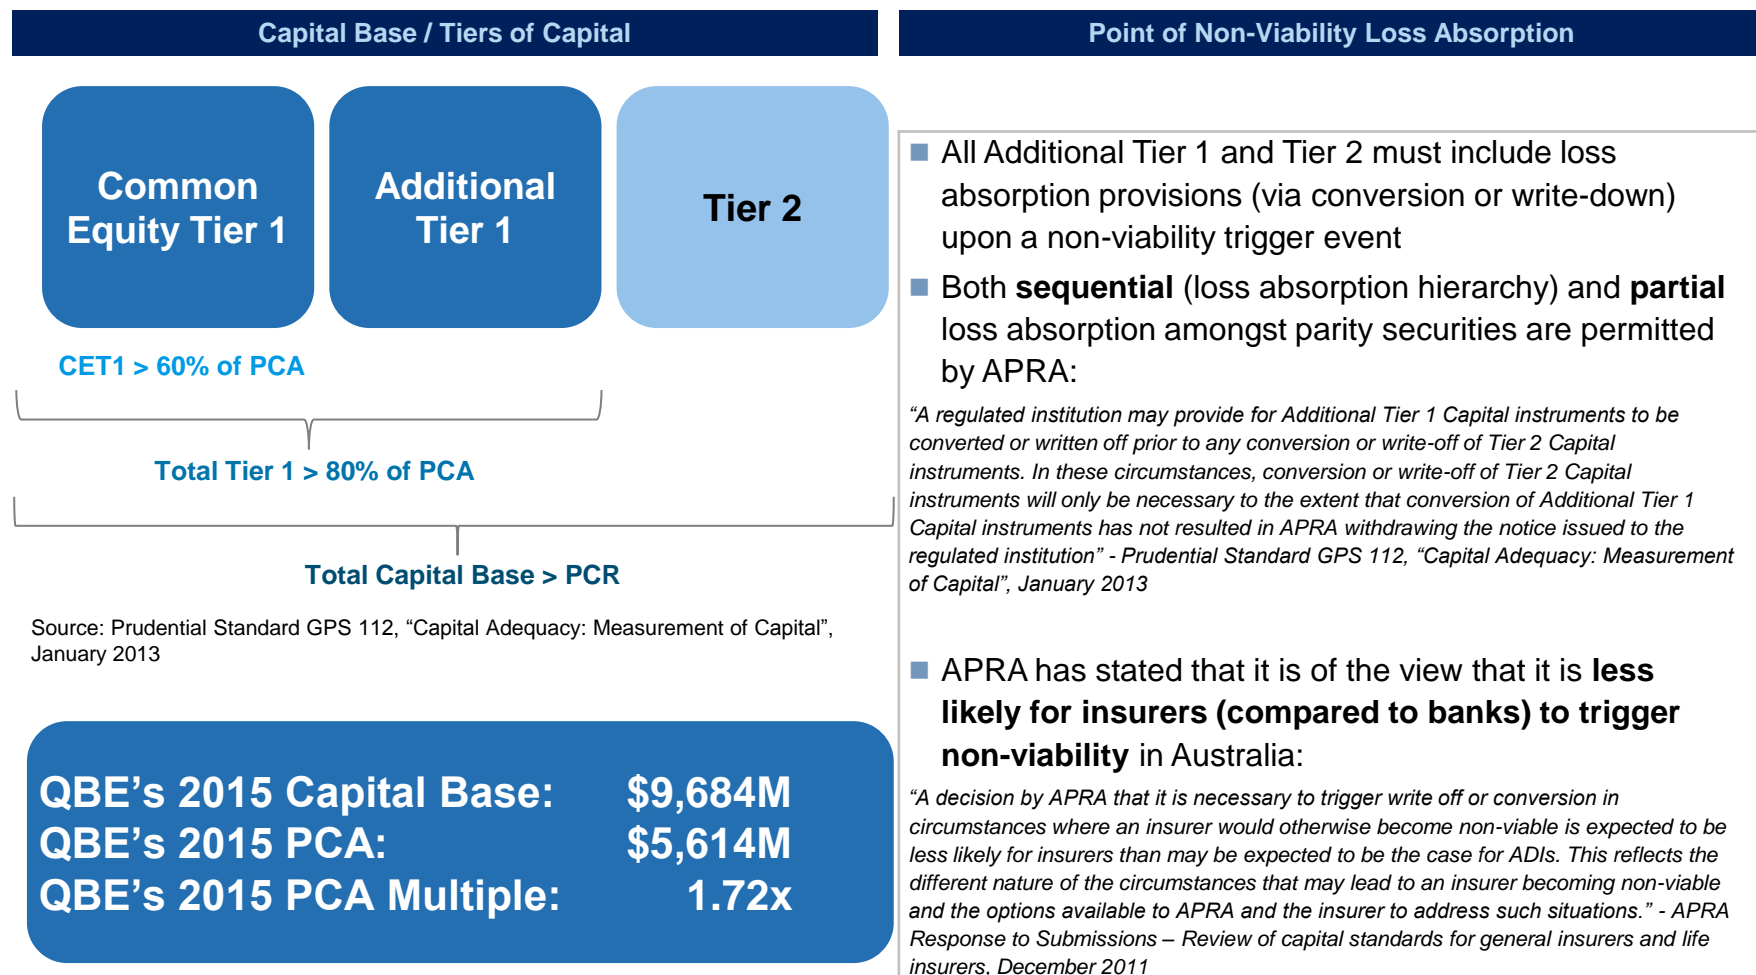 Capital Base / Tiers of Capital
Common
Equity Tier 1
Additional
Tier 1
Tier 2
CET1 > 60% of PCA
Total Tier 1 > 80% of PCA
Total Capital Base > PCR
Source: Prudential Standard GPS 112, “Capital Adequacy: Measurement of Capital”,
January 2013
QBE’s 2015 Capital Base: $9,684M
QBE’s 2015 PCA: $5,614M
QBE’s 2015 PCA Multiple: 1.72x
Point of Non-Viability Loss Absorption
All Additional Tier 1 and Tier 2 must include loss
absorption provisions (via conversion or write-down)
upon a non-viability trigger event
Both sequential (loss absorption hierarchy) and partial
loss absorption amongst parity securities are permitted
by APRA:
“A regulated institution may provide for Additional Tier 1 Capital instruments to be
converted or written off prior to any conversion or write-off of Tier 2 Capital
instruments. In these circumstances, conversion or write-off of Tier 2 Capital
instruments will only be necessary to the extent that conversion of Additional Tier 1
Capital instruments has not resulted in APRA withdrawing the notice issued to the
regulated institution” - Prudential Standard GPS 112, “Capital Adequacy: Measurement
of Capital”, January 2013
APRA has stated that it is of the view that it is less
likely for insurers (compared to banks) to trigger
non-viability in Australia:
“A decision by APRA that it is necessary to trigger write off or conversion in
circumstances where an insurer would otherwise become non-viable is expected to be
less likely for insurers than may be expected to be the case for ADIs. This reflects the
different nature of the circumstances that may lead to an insurer becoming non-viable
and the options available to APRA and the insurer to address such situations.” - APRA
Response to Submissions – Review of capital standards for general insurers and life
insurers, December 2011